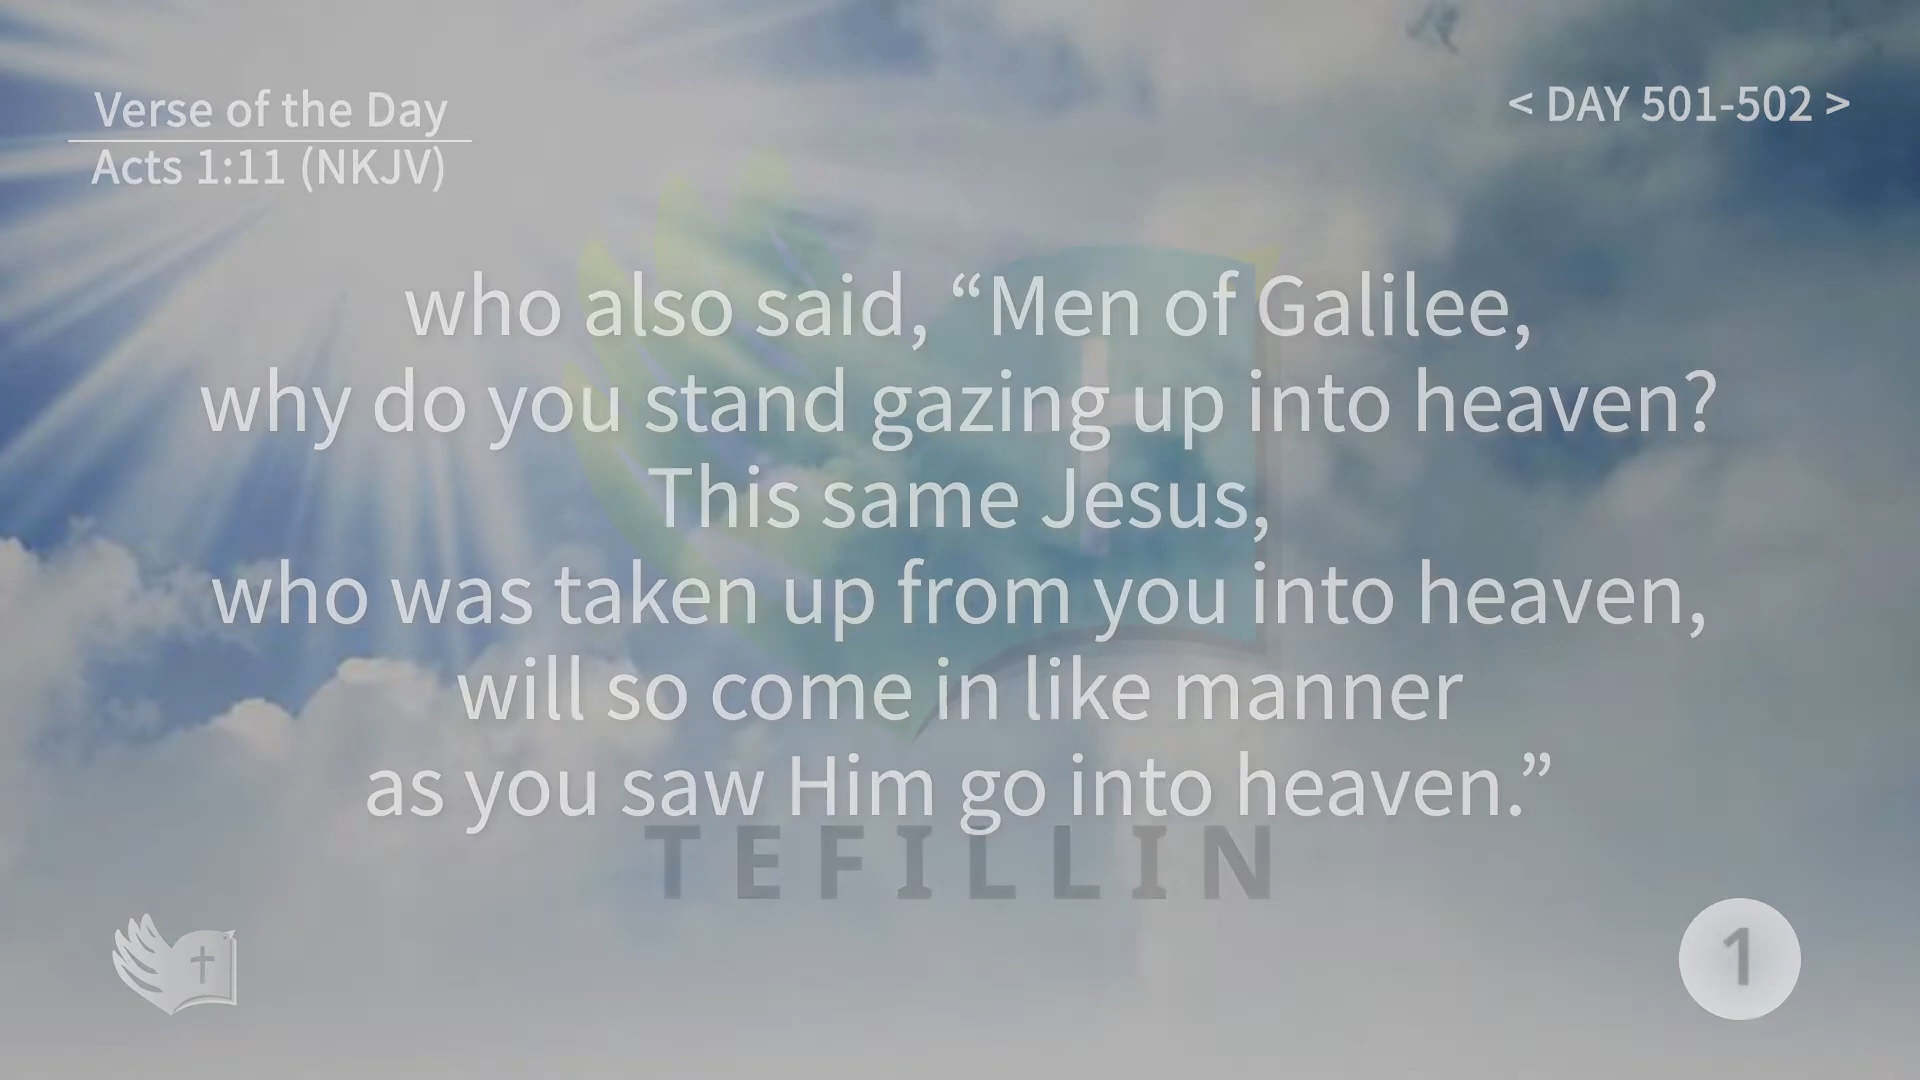 Verse of the Day
Acts 1:11 (NKJV)
< DAY 501-502 >
who also said, “Men of Galilee,
why do you stand gazing up into heaven?
This same Jesus,
who was taken up from you into heaven,
will so come in like manner
as you saw Him go into heaven.”
TEFILLIN
1